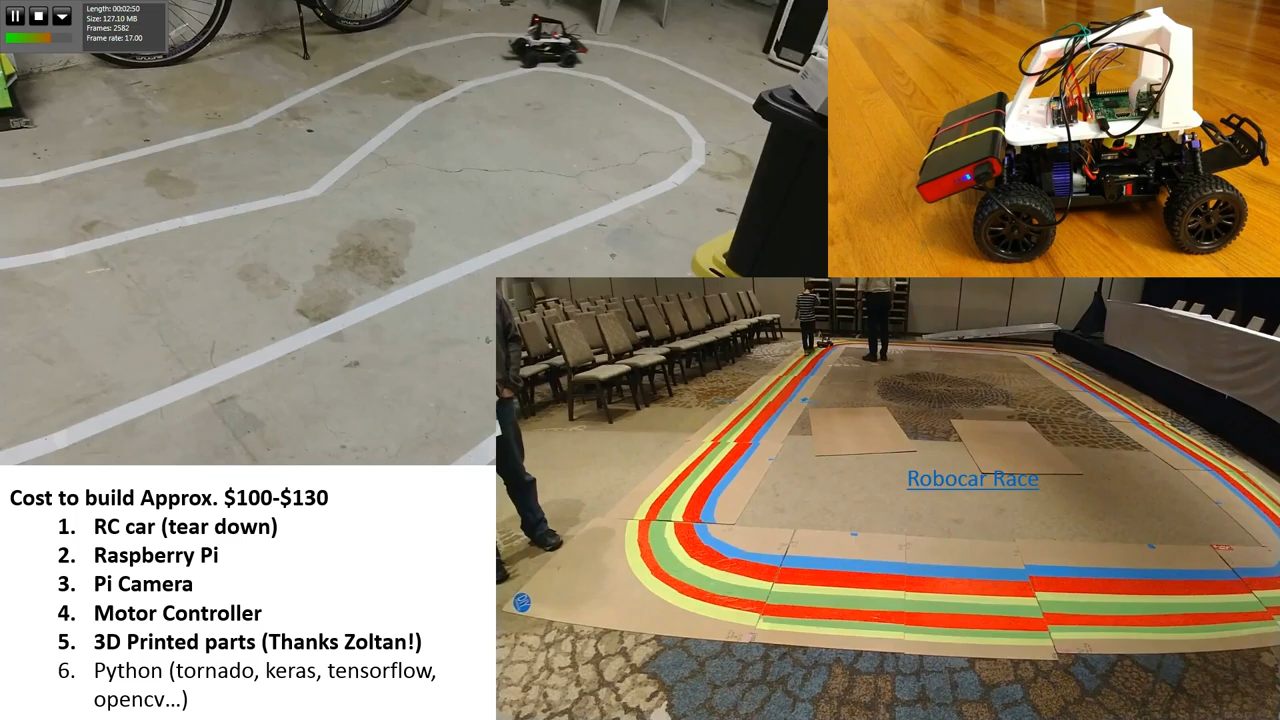 Length: 00:02:50
Size: 127.10 MB
Frames: 2582
Frame rate: 17.00
Robocar Race
Cost to build Approx. $100-$130
1. RC car (tear down)
2. Raspberry Pi
3. Pi Camera
4. Motor Controller
5. 3D Printed parts (Thanks Zoltan!)
6. Python (tornado, keras, tensorflow,
opencv…)